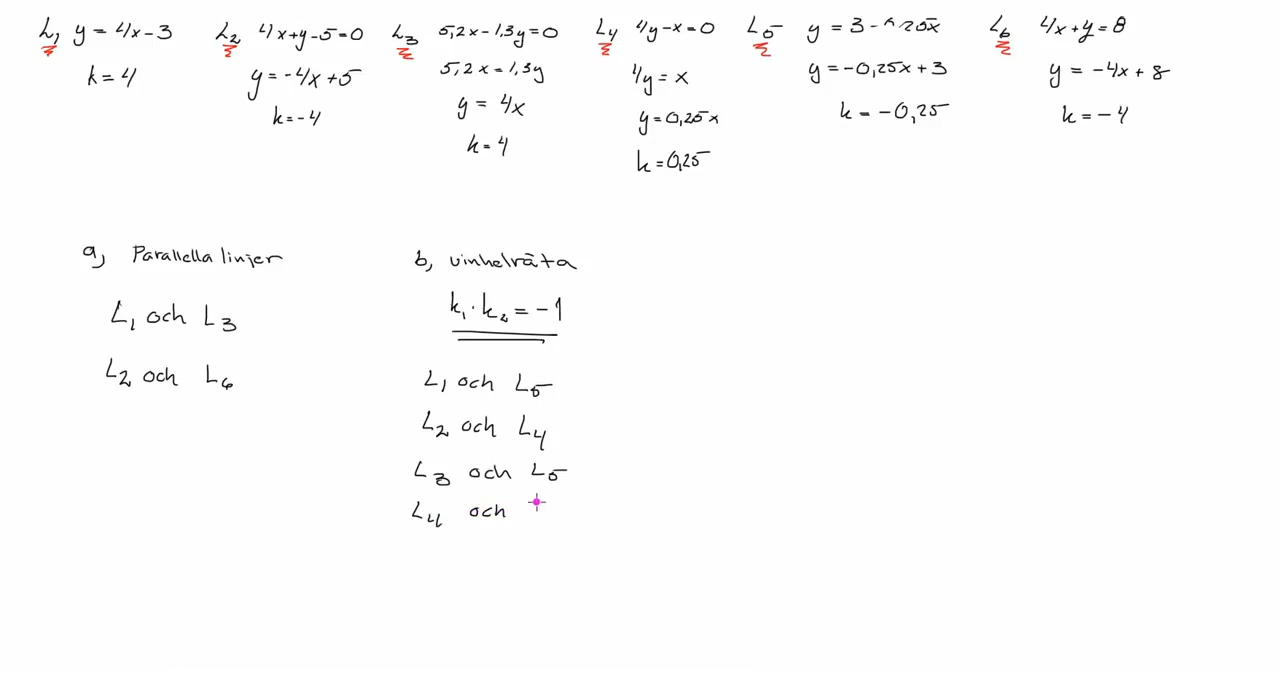 L1 y = 4x-3
k = 4
L2 4x+y-5=0
y = -4x+5
k = -4
L3 5,2x-1,3y=0
5,2x = 1,3y
y = 4x
k = 4
L4 4y-x=0
4y = x
y = 0,25x
k = 0,25
L5 y = 3-0,25x
y = -0,25x+3
k = -0,25
L6 4x+y=8
y = -4x+8
k = -4
a, Parallella linjer
L1 och L3
L2 och L6
b, vinkelräta
k1·k2 = -1
L1 och L5
L2 och L4
L3 och L5
L4 och